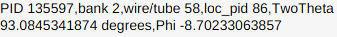 PID 135597,bank 2,wire/tube 58,loc_pid 86,TwoTheta
93.0845341874 degrees,Phi -8.70233063857